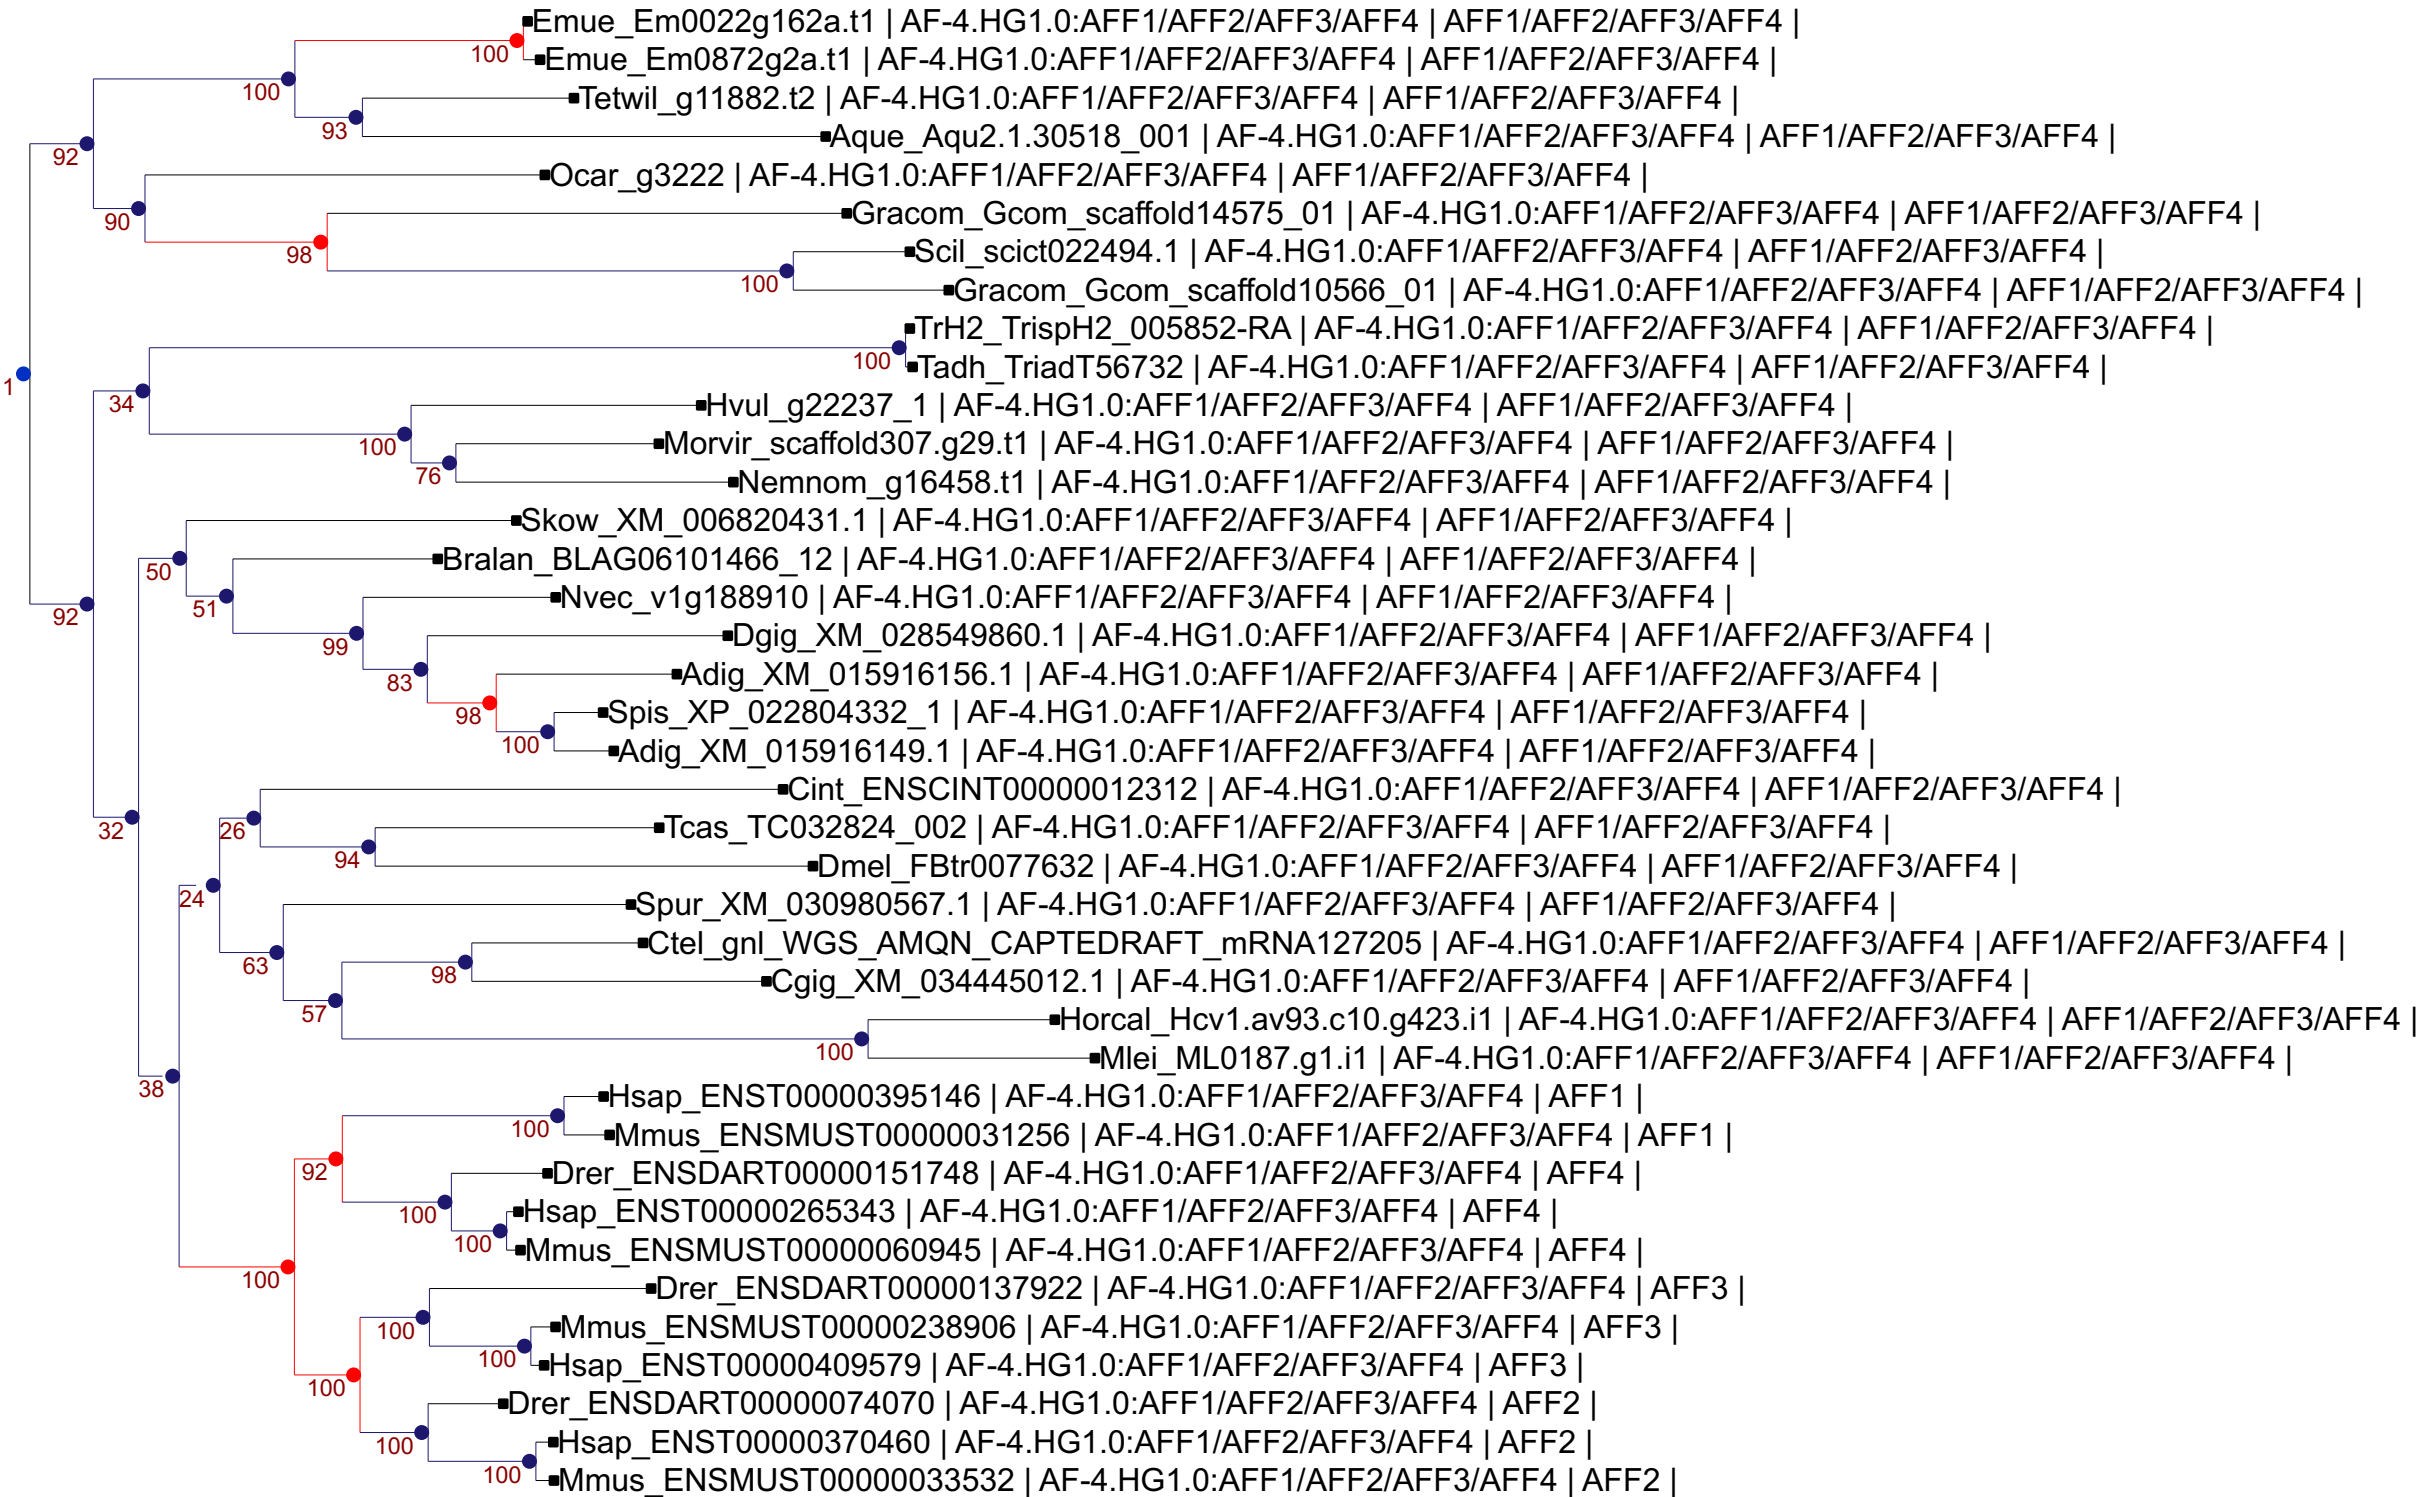 Emue_Em0022g162a.t1 | AF-4.HG1.0:AFF1/AFF2/AFF3/AFF4 | AFF1/AFF2/AFF3/AFF4 |
100
Emue_Em0872g2a.t1 | AF-4.HG1.0:AFF1/AFF2/AFF3/AFF4 | AFF1/AFF2/AFF3/AFF4 |
100
Tetwil_g11882.t2 | AF-4.HG1.0:AFF1/AFF2/AFF3/AFF4 | AFF1/AFF2/AFF3/AFF4 |
93
Aque_Aqu2.1.30518_001 | AF-4.HG1.0:AFF1/AFF2/AFF3/AFF4 | AFF1/AFF2/AFF3/AFF4 |
92
Ocar_g3222 | AF-4.HG1.0:AFF1/AFF2/AFF3/AFF4 | AFF1/AFF2/AFF3/AFF4 |
90
Gracom_Gcom_scaffold14575_01 | AF-4.HG1.0:AFF1/AFF2/AFF3/AFF4 | AFF1/AFF2/AFF3/AFF4 |
98
Scil_scict022494.1 | AF-4.HG1.0:AFF1/AFF2/AFF3/AFF4 | AFF1/AFF2/AFF3/AFF4 |
100
Gracom_Gcom_scaffold10566_01 | AF-4.HG1.0:AFF1/AFF2/AFF3/AFF4 | AFF1/AFF2/AFF3/AFF4 |
TrH2_TrispH2_005852-RA | AF-4.HG1.0:AFF1/AFF2/AFF3/AFF4 | AFF1/AFF2/AFF3/AFF4 |
100
Tadh_TriadT56732 | AF-4.HG1.0:AFF1/AFF2/AFF3/AFF4 | AFF1/AFF2/AFF3/AFF4 |
1
34
Hvul_g22237_1 | AF-4.HG1.0:AFF1/AFF2/AFF3/AFF4 | AFF1/AFF2/AFF3/AFF4 |
100
Morvir_scaffold307.g29.t1 | AF-4.HG1.0:AFF1/AFF2/AFF3/AFF4 | AFF1/AFF2/AFF3/AFF4 |
76
Nemnom_g16458.t1 | AF-4.HG1.0:AFF1/AFF2/AFF3/AFF4 | AFF1/AFF2/AFF3/AFF4 |
Skow_XM_006820431.1 | AF-4.HG1.0:AFF1/AFF2/AFF3/AFF4 | AFF1/AFF2/AFF3/AFF4 |
50
Bralan_BLAG06101466_12 | AF-4.HG1.0:AFF1/AFF2/AFF3/AFF4 | AFF1/AFF2/AFF3/AFF4 |
51
Nvec_v1g188910 | AF-4.HG1.0:AFF1/AFF2/AFF3/AFF4 | AFF1/AFF2/AFF3/AFF4 |
92
99
Dgig_XM_028549860.1 | AF-4.HG1.0:AFF1/AFF2/AFF3/AFF4 | AFF1/AFF2/AFF3/AFF4 |
83
Adig_XM_015916156.1 | AF-4.HG1.0:AFF1/AFF2/AFF3/AFF4 | AFF1/AFF2/AFF3/AFF4 |
98
Spis_XP_022804332_1 | AF-4.HG1.0:AFF1/AFF2/AFF3/AFF4 | AFF1/AFF2/AFF3/AFF4 |
100
Adig_XM_015916149.1 | AF-4.HG1.0:AFF1/AFF2/AFF3/AFF4 | AFF1/AFF2/AFF3/AFF4 |
Cint_ENSCINT00000012312 | AF-4.HG1.0:AFF1/AFF2/AFF3/AFF4 | AFF1/AFF2/AFF3/AFF4 |
32
26
Tcas_TC032824_002 | AF-4.HG1.0:AFF1/AFF2/AFF3/AFF4 | AFF1/AFF2/AFF3/AFF4 |
94
Dmel_FBtr0077632 | AF-4.HG1.0:AFF1/AFF2/AFF3/AFF4 | AFF1/AFF2/AFF3/AFF4 |
24
Spur_XM_030980567.1 | AF-4.HG1.0:AFF1/AFF2/AFF3/AFF4 | AFF1/AFF2/AFF3/AFF4 |
63
Ctel_gnl_WGS_AMQN_CAPTEDRAFT_mRNA127205 | AF-4.HG1.0:AFF1/AFF2/AFF3/AFF4 | AFF1/AFF2/AFF3/AFF4 |
98
Cgig_XM_034445012.1 | AF-4.HG1.0:AFF1/AFF2/AFF3/AFF4 | AFF1/AFF2/AFF3/AFF4 |
57
Horcal_Hcv1.av93.c10.g423.i1 | AF-4.HG1.0:AFF1/AFF2/AFF3/AFF4 | AFF1/AFF2/AFF3/AFF4 |
100
Mlei_ML0187.g1.i1 | AF-4.HG1.0:AFF1/AFF2/AFF3/AFF4 | AFF1/AFF2/AFF3/AFF4 |
38
Hsap_ENST00000395146 | AF-4.HG1.0:AFF1/AFF2/AFF3/AFF4 | AFF1 |
100
Mmus_ENSMUST00000031256 | AF-4.HG1.0:AFF1/AFF2/AFF3/AFF4 | AFF1 |
92
Drer_ENSDART00000151748 | AF-4.HG1.0:AFF1/AFF2/AFF3/AFF4 | AFF4 |
100
Hsap_ENST00000265343 | AF-4.HG1.0:AFF1/AFF2/AFF3/AFF4 | AFF4 |
100
Mmus_ENSMUST00000060945 | AF-4.HG1.0:AFF1/AFF2/AFF3/AFF4 | AFF4 |
100
Drer_ENSDART00000137922 | AF-4.HG1.0:AFF1/AFF2/AFF3/AFF4 | AFF3 |
100
Mmus_ENSMUST00000238906 | AF-4.HG1.0:AFF1/AFF2/AFF3/AFF4 | AFF3 |
100
Hsap_ENST00000409579 | AF-4.HG1.0:AFF1/AFF2/AFF3/AFF4 | AFF3 |
100
Drer_ENSDART00000074070 | AF-4.HG1.0:AFF1/AFF2/AFF3/AFF4 | AFF2 |
100
Hsap_ENST00000370460 | AF-4.HG1.0:AFF1/AFF2/AFF3/AFF4 | AFF2 |
100
Mmus_ENSMUST00000033532 | AF-4.HG1.0:AFF1/AFF2/AFF3/AFF4 | AFF2 |